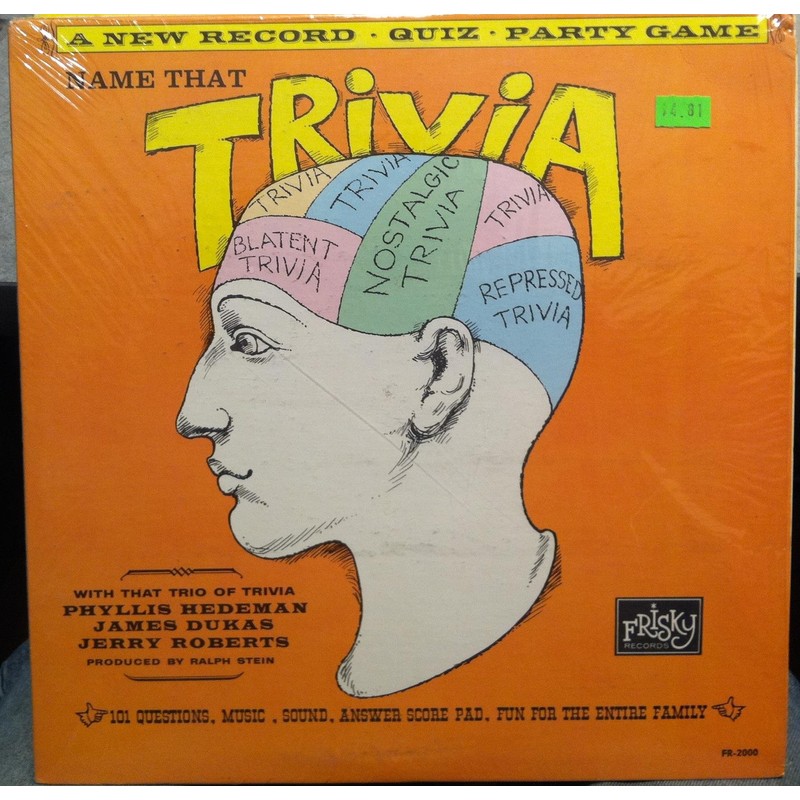 A NEW RECORD · QUIZ · PARTY GAME
NAME THAT
TRiViA
$4.81
TRIVIA
TRIVIA
NOSTALGIC
TRIVIA
TRIVIA
BLATENT
TRIVIA
REPRESSED
TRIVIA
WITH THAT TRIO OF TRIVIA
PHYLLIS HEDEMAN
JAMES DUKAS
JERRY ROBERTS
PRODUCED BY RALPH STEIN
FRiSKY
RECORDS
101 QUESTIONS, MUSIC , SOUND, ANSWER SCORE PAD, FUN FOR THE ENTIRE FAMILY
FR-2000